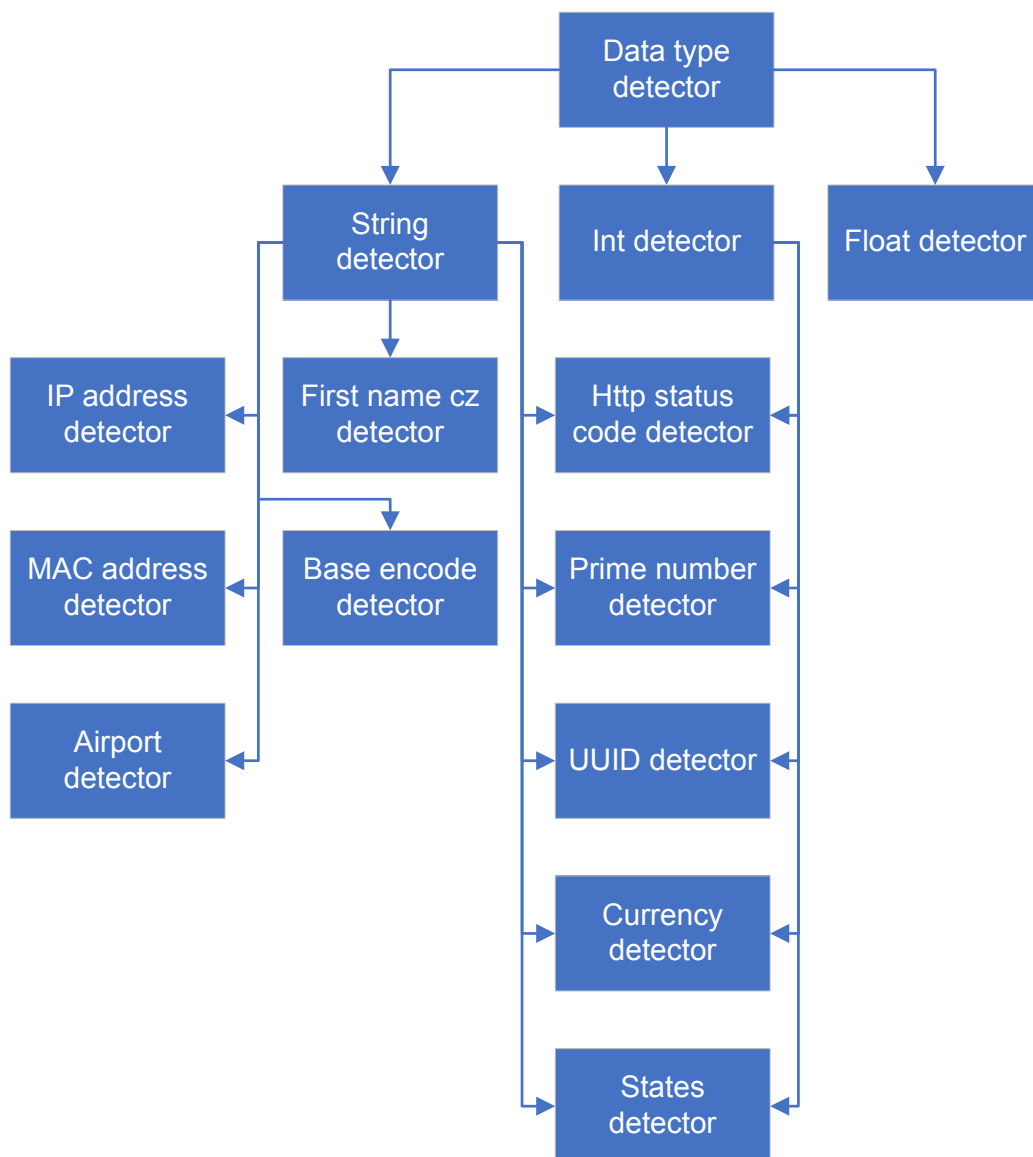 Data type
detector
String
detector
Int detector
Float detector
IP address
detector
First name cz
detector
Http status
code detector
MAC address
detector
Base encode
detector
Prime number
detector
Airport
detector
UUID detector
Currency
detector
States
detector